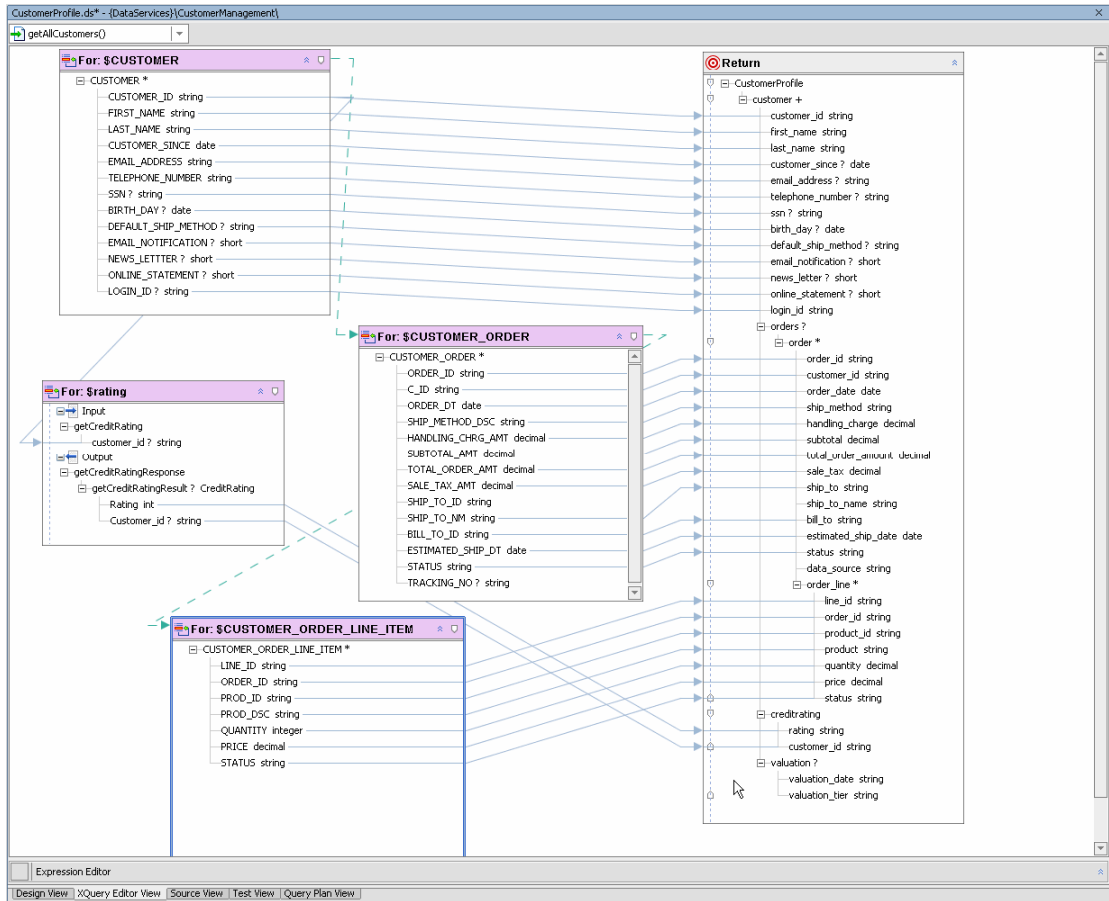 CustomerProfile.ds* - {DataServices}\CustomerManagement\
getAllCustomers()
For: $CUSTOMER
CUSTOMER *
CUSTOMER_ID string
FIRST_NAME string
LAST_NAME string
CUSTOMER_SINCE date
EMAIL_ADDRESS string
TELEPHONE_NUMBER string
SSN ? string
BIRTH_DAY ? date
DEFAULT_SHIP_METHOD ? string
EMAIL_NOTIFICATION ? short
NEWS_LETTTER ? short
ONLINE_STATEMENT ? short
LOGIN_ID ? string
For: $rating
Input
getCreditRating
customer_id ? string
Output
getCreditRatingResponse
getCreditRatingResult ? CreditRating
Rating int
Customer_id ? string
For: $CUSTOMER_ORDER
CUSTOMER_ORDER *
ORDER_ID string
C_ID string
ORDER_DT date
SHIP_METHOD_DSC string
HANDLING_CHRG_AMT decimal
SUBTOTAL_AMT decimal
TOTAL_ORDER_AMT decimal
SALE_TAX_AMT decimal
SHIP_TO_ID string
SHIP_TO_NM string
BILL_TO_ID string
ESTIMATED_SHIP_DT date
STATUS string
TRACKING_NO ? string
For: $CUSTOMER_ORDER_LINE_ITEM
CUSTOMER_ORDER_LINE_ITEM *
LINE_ID string
ORDER_ID string
PROD_ID string
PROD_DSC string
QUANTITY integer
PRICE decimal
STATUS string
Return
CustomerProfile
customer +
customer_id string
first_name string
last_name string
customer_since ? date
email_address ? string
telephone_number ? string
ssn ? string
birth_day ? date
default_ship_method ? string
email_notification ? short
news_letter ? short
online_statement ? short
login_id string
orders ?
order *
order_id string
customer_id string
order_date date
ship_method string
handling_charge decimal
subtotal decimal
total_order_amount decimal
sale_tax decimal
ship_to string
ship_to_name string
bill_to string
estimated_ship_date date
status string
data_source string
order_line *
line_id string
order_id string
product_id string
product string
quantity decimal
price decimal
status string
creditrating
rating string
customer_id string
valuation ?
valuation_date string
valuation_tier string
Expression Editor
Design View XQuery Editor View Source View Test View Query Plan View